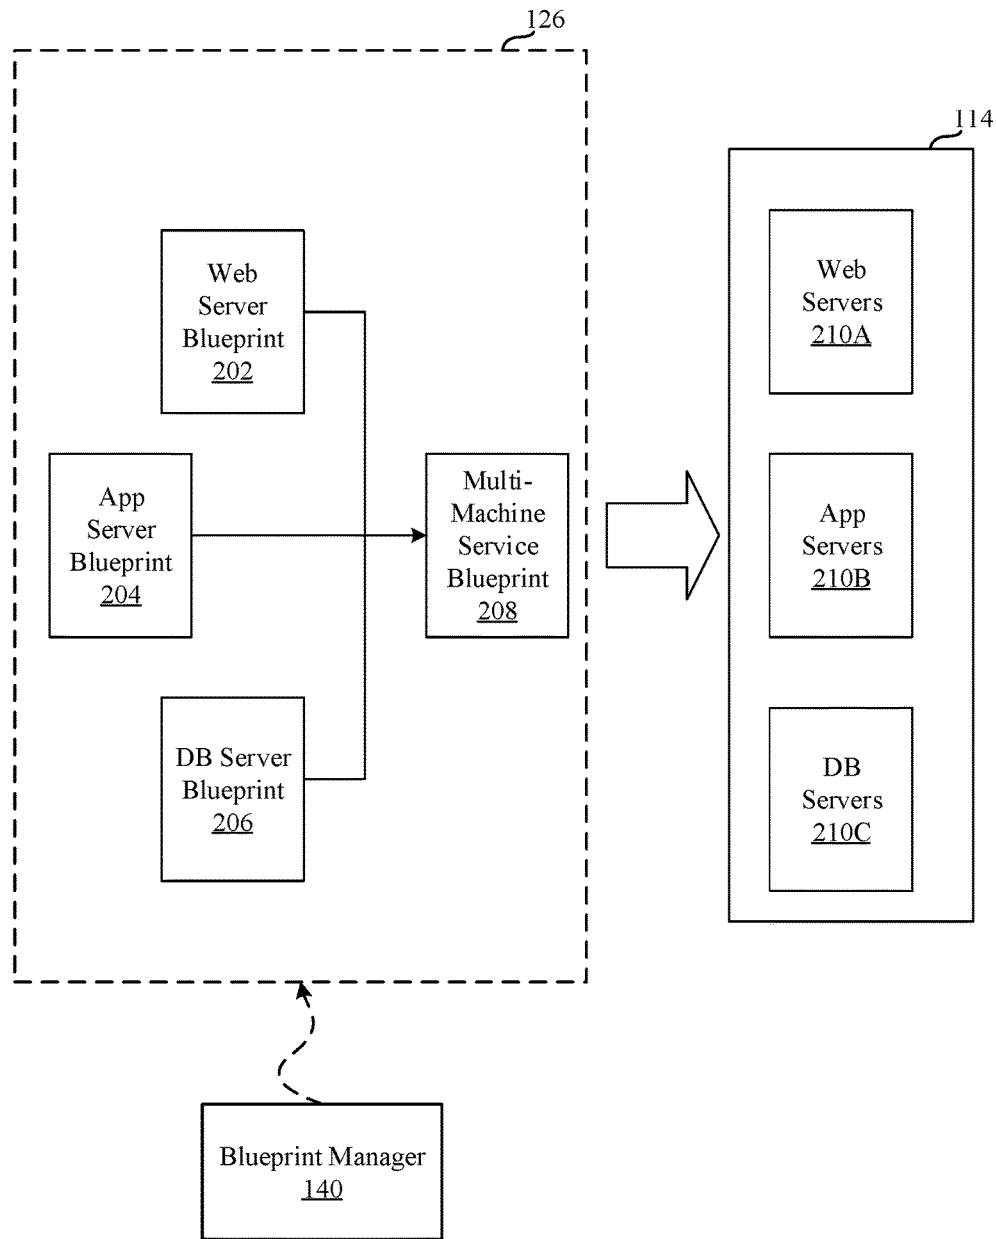 126
114
Web
Server
Blueprint
202
App
Server
Blueprint
204
DB Server
Blueprint
206
Multi-
Machine
Service
Blueprint
208
Web
Servers
210A
App
Servers
210B
DB
Servers
210C
Blueprint Manager
140